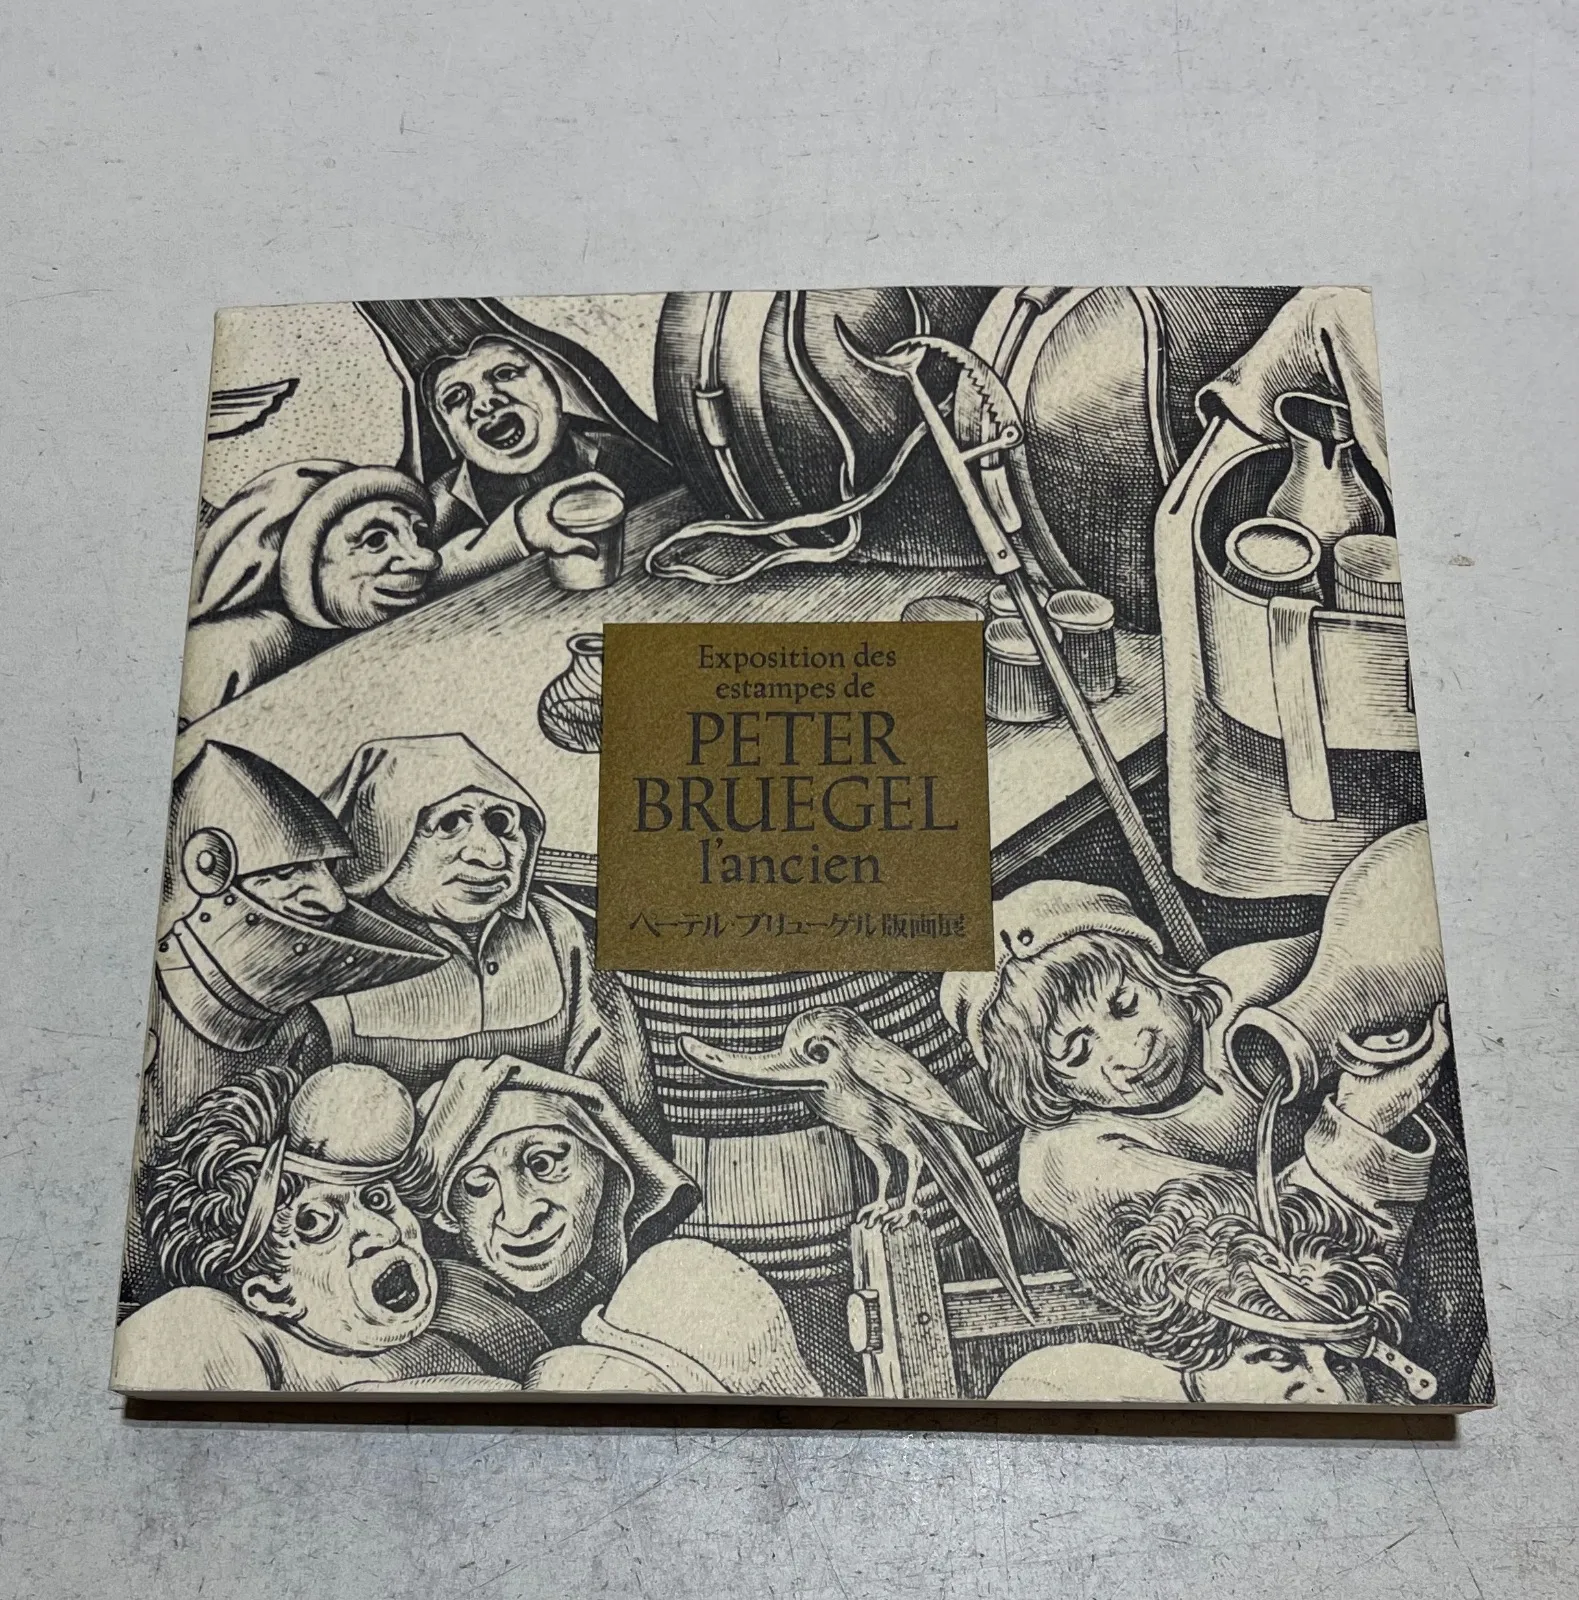 Exposition des
estampes de
PETER
BRUEGEL
l'ancien
ペーテル・ブリューゲル版画展